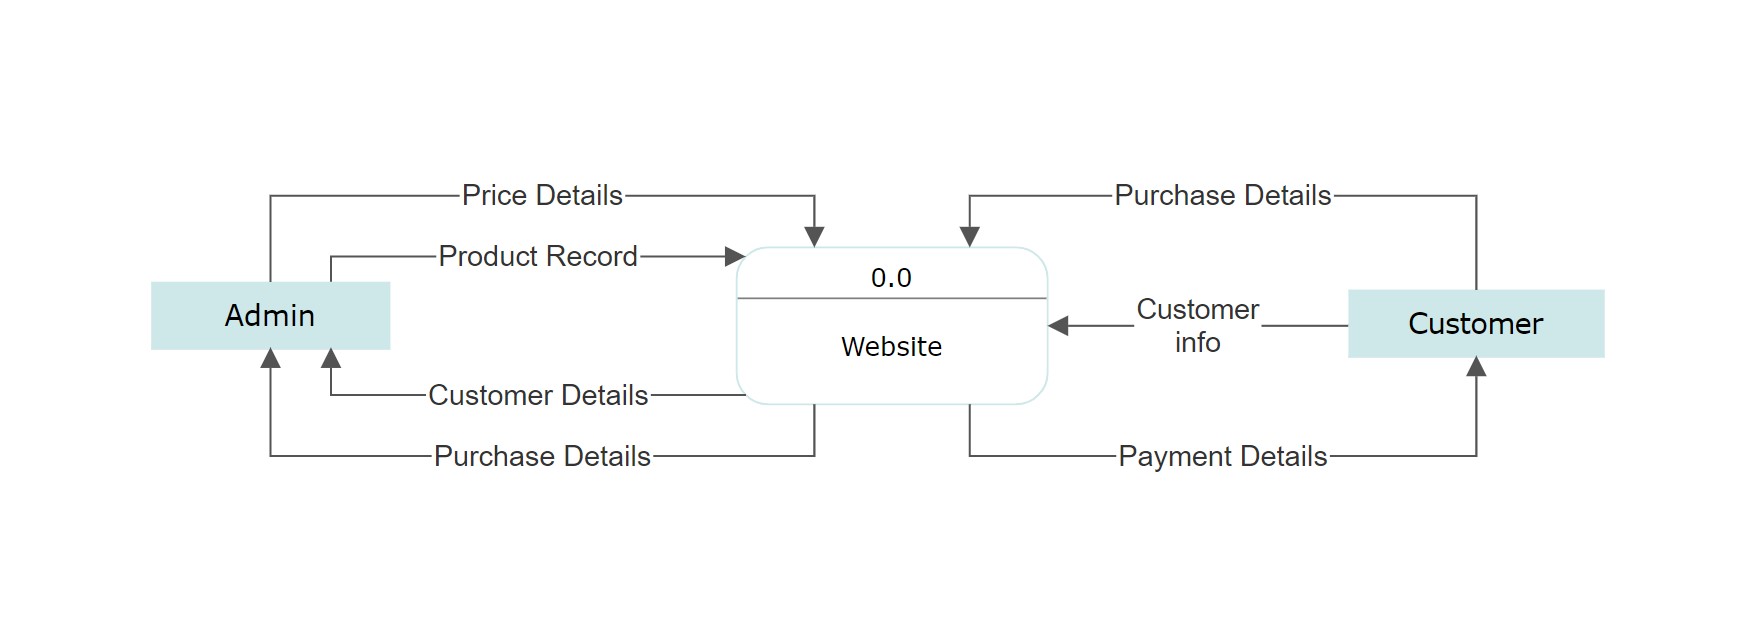 Price Details
Purchase Details
Product Record
0.0
Customer
info
Admin
Customer
Website
Customer Details
Purchase Details
Payment Details